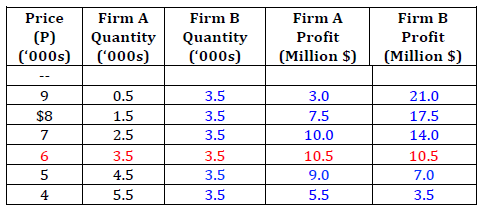 Price (P) (‘000s) | Firm A Quantity (‘000s) | Firm B Quantity (‘000s) | Firm A Profit (Million $) | Firm B Profit (Million $)
--
9 | 0.5 | 3.5 | 3.0 | 21.0
$8 | 1.5 | 3.5 | 7.5 | 17.5
7 | 2.5 | 3.5 | 10.0 | 14.0
6 | 3.5 | 3.5 | 10.5 | 10.5
5 | 4.5 | 3.5 | 9.0 | 7.0
4 | 5.5 | 3.5 | 5.5 | 3.5